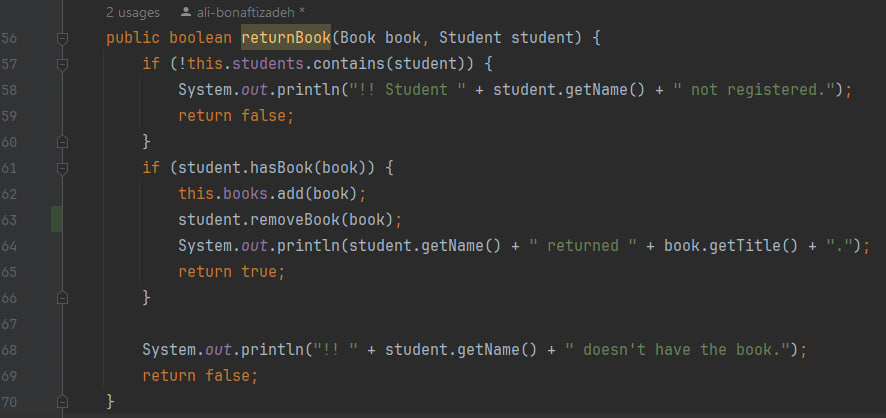 2 usages ali-bonaftizadeh *
56 public boolean returnBook(Book book, Student student) {
57 if (!this.students.contains(student)) {
58 System.out.println("!! Student " + student.getName() + " not registered.");
59 return false;
60 }
61 if (student.hasBook(book)) {
62 this.books.add(book);
63 student.removeBook(book);
64 System.out.println(student.getName() + " returned " + book.getTitle() + ".");
65 return true;
66 }
67
68 System.out.println("!! " + student.getName() + " doesn't have the book.");
69 return false;
70 }